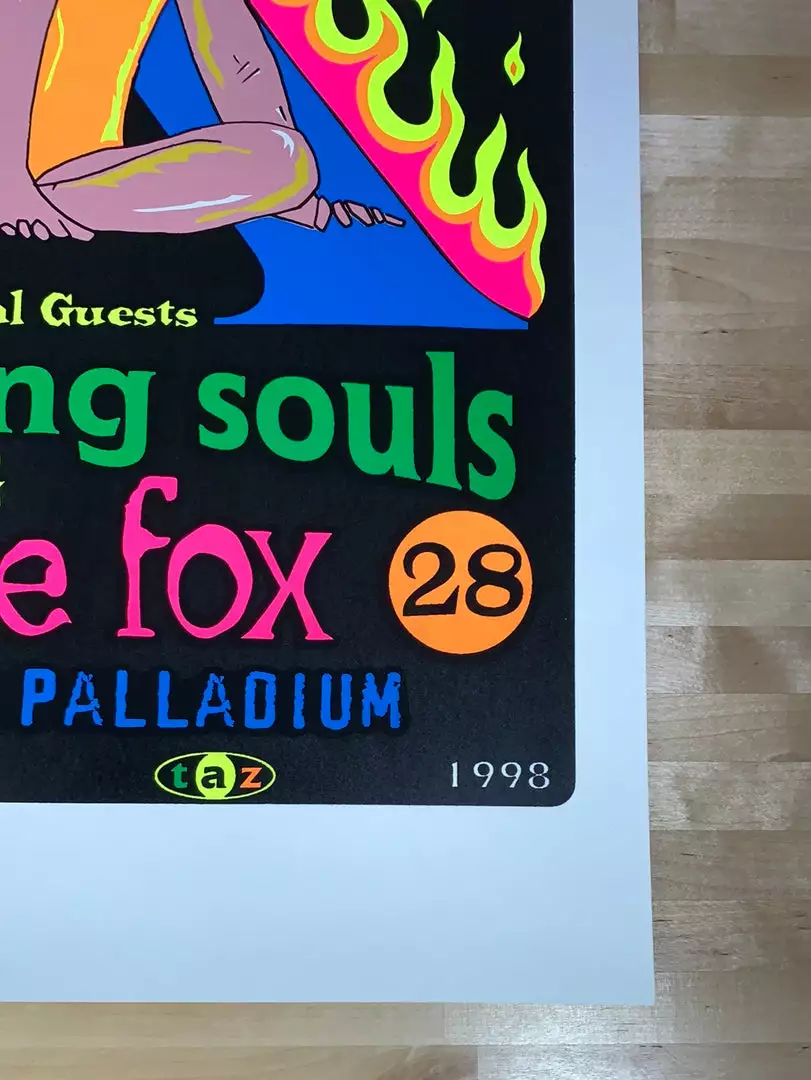 al Guests
ng souls
e fox
28
PALLADIUM
taz
1998